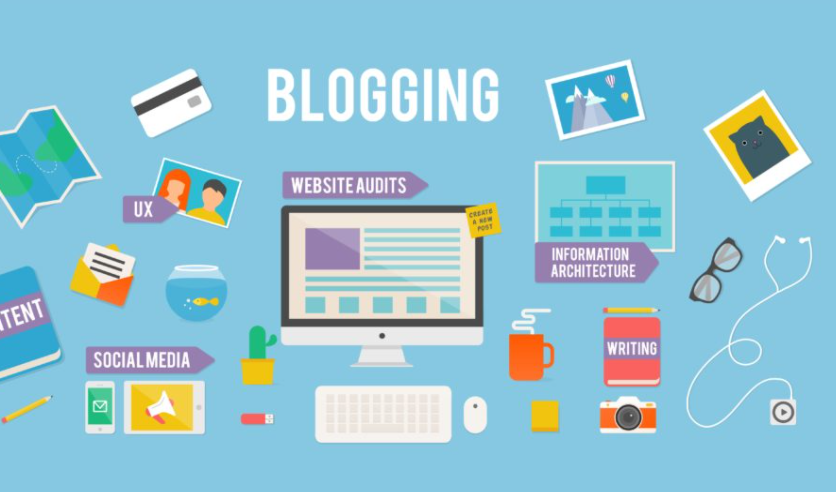 BLOGGING
WEBSITE AUDITS
UX
CREATE
A NEW
POST
INFORMATION
ARCHITECTURE
TENT
SOCIAL MEDIA
WRITING